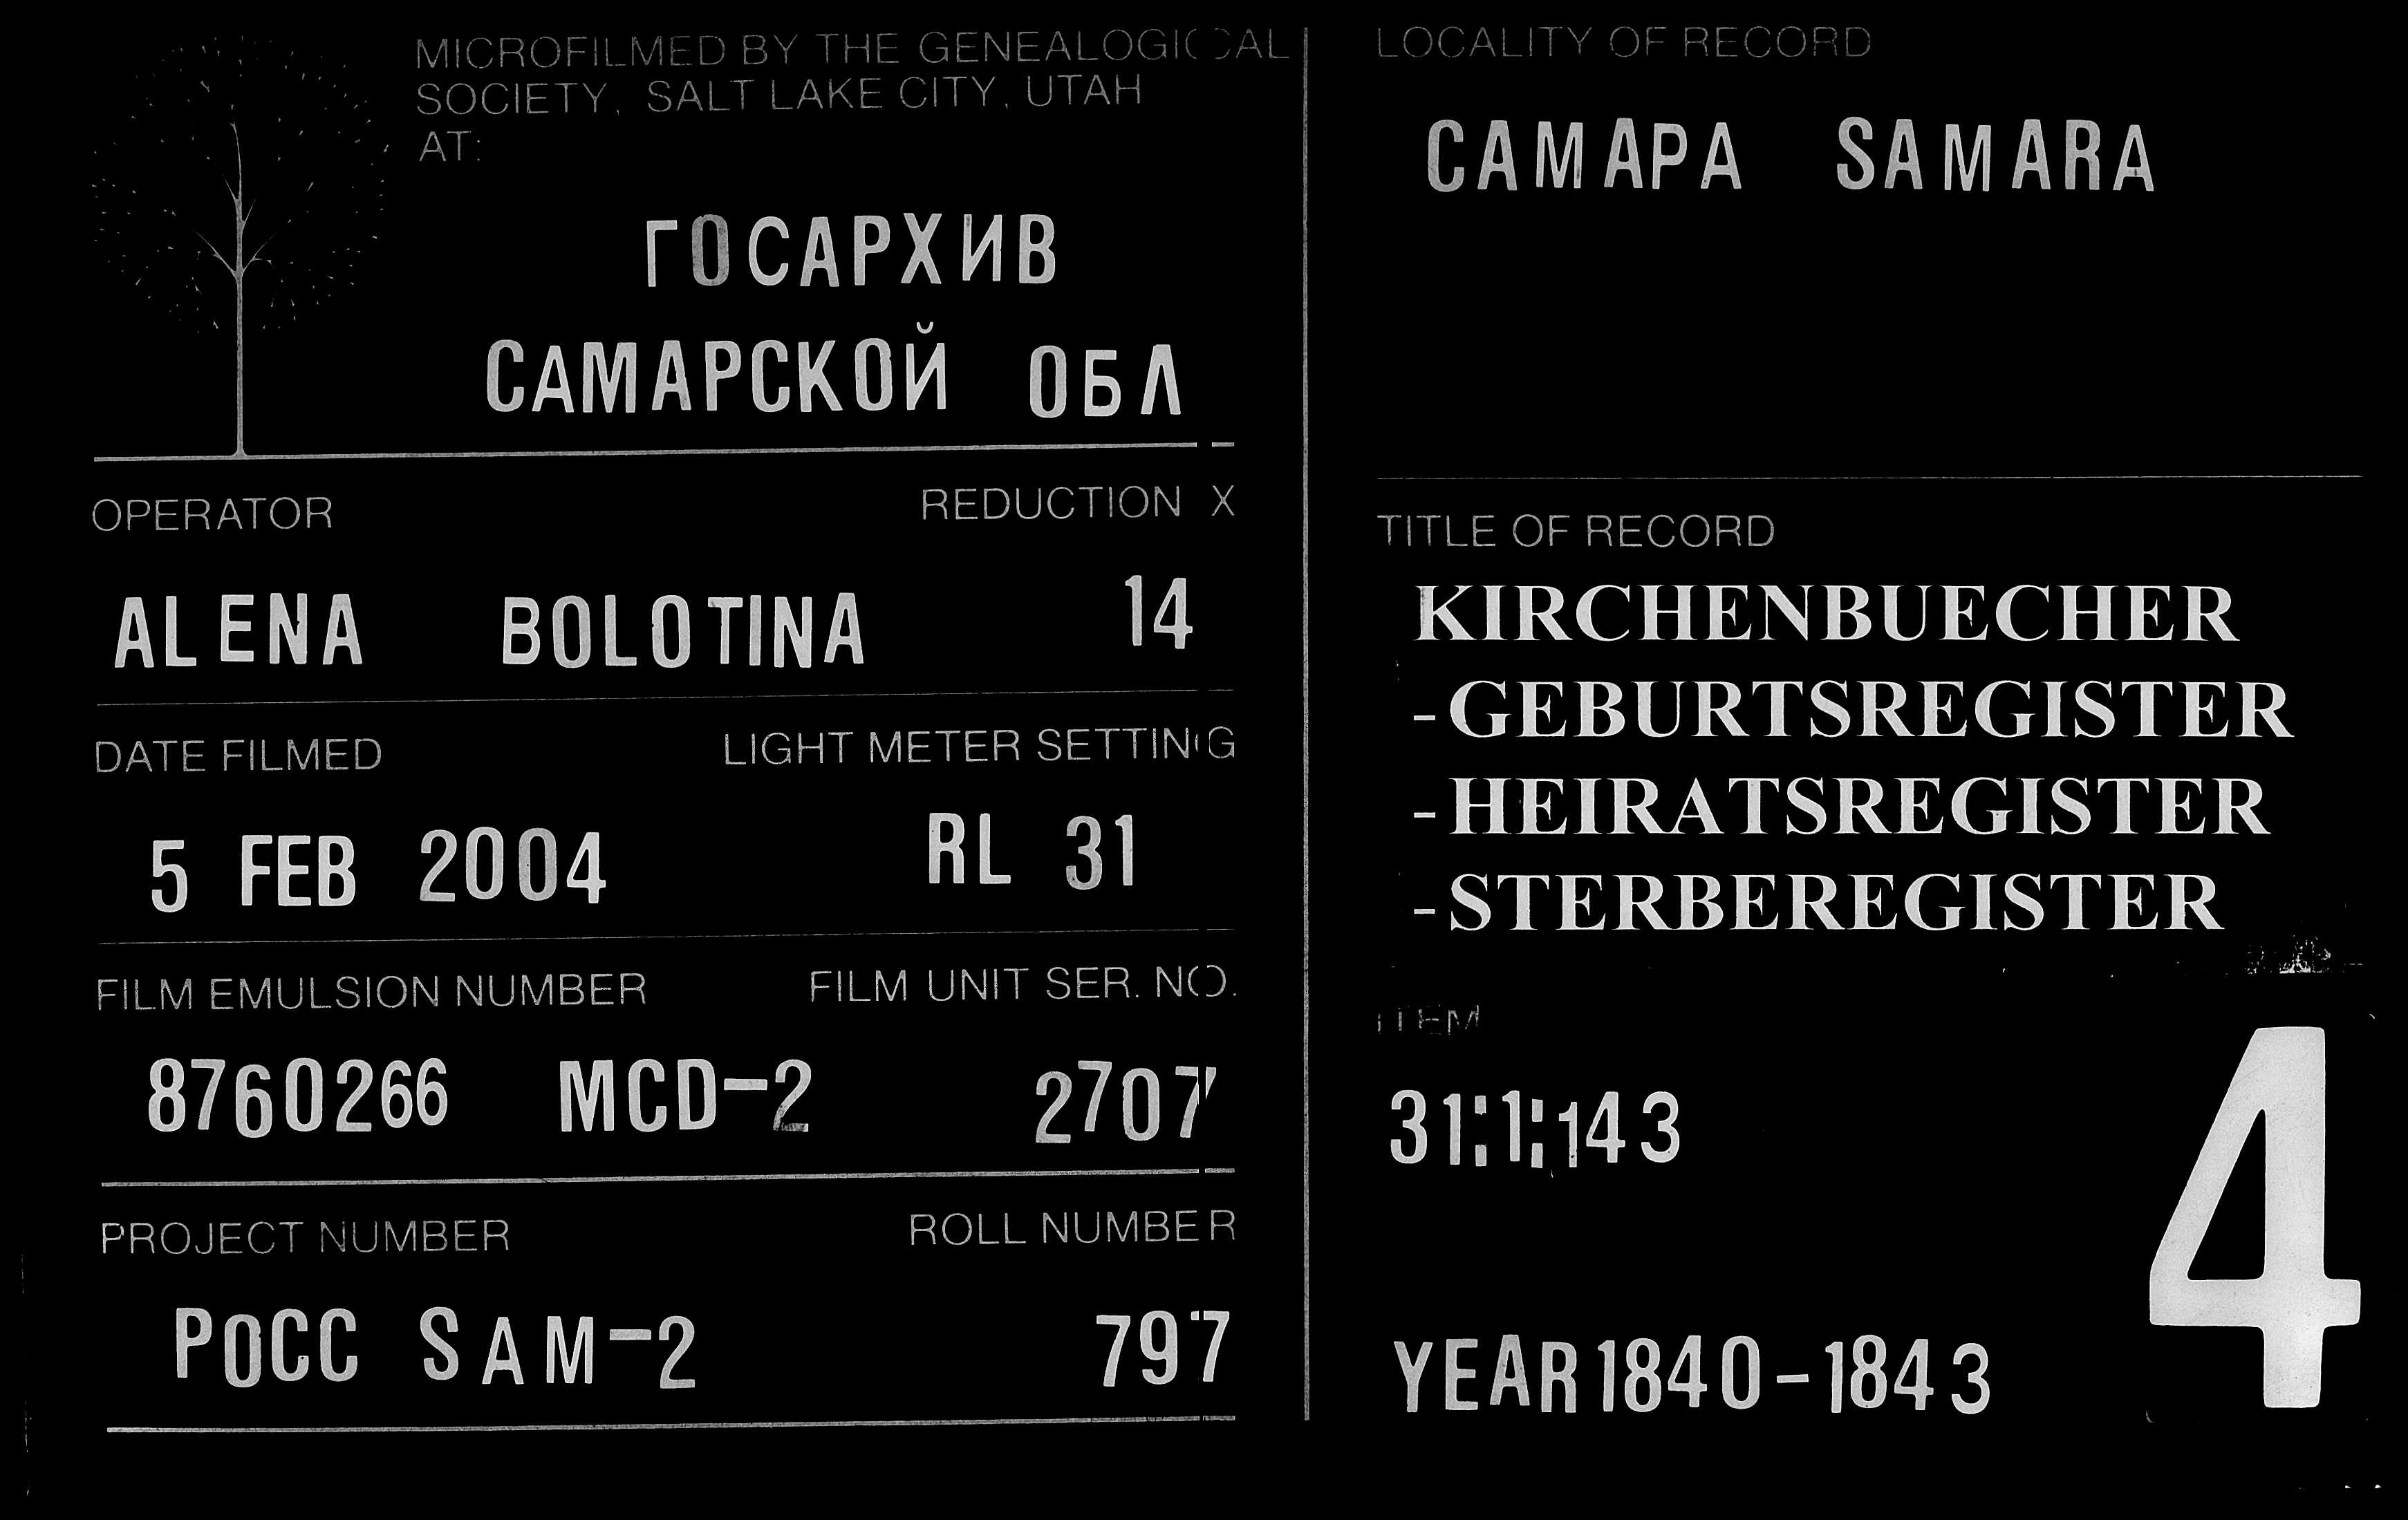 MICROFILMED BY THE GENEALOGICAL
SOCIETY, SALT LAKE CITY, UTAH
AT:
ГОСАРХИВ
САМАРСКОЙ ОБЛ
OPERATOR REDUCTION X
ALENA BOLOTINA 14
DATE FILMED LIGHT METER SETTING
5 FEB 2004 RL 31
FILM EMULSION NUMBER FILM UNIT SER. NO.
8760266 MCD-2 2707
PROJECT NUMBER ROLL NUMBER
РОСС SAM-2 797
LOCALITY OF RECORD
САМАРА SAMARA
TITLE OF RECORD
KIRCHENBUECHER
-GEBURTSREGISTER
-HEIRATSREGISTER
-STERBEREGISTER
ITEM
31:1:143
4
YEAR 1840-1843